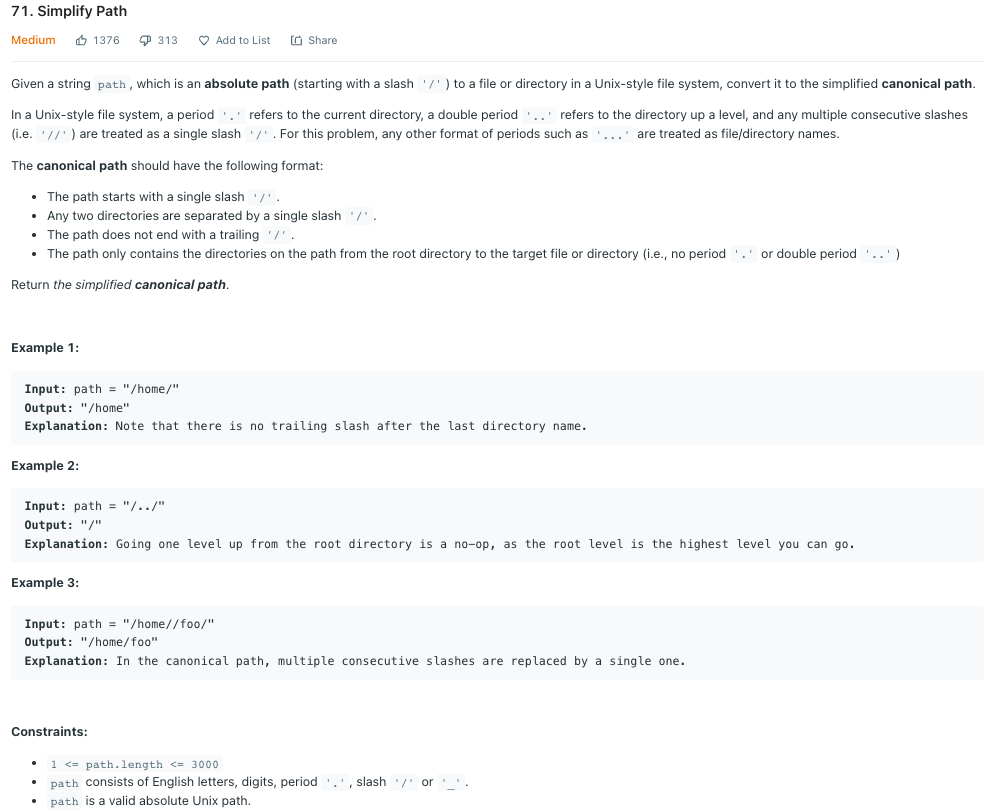 71. Simplify Path
Medium 1376 313 Add to List Share
Given a string path, which is an absolute path (starting with a slash '/') to a file or directory in a Unix-style file system, convert it to the simplified canonical path.
In a Unix-style file system, a period '.' refers to the current directory, a double period '..' refers to the directory up a level, and any multiple consecutive slashes
(i.e. '//') are treated as a single slash '/'. For this problem, any other format of periods such as '...' are treated as file/directory names.
The canonical path should have the following format:
• The path starts with a single slash '/'.
• Any two directories are separated by a single slash '/'.
• The path does not end with a trailing '/'.
• The path only contains the directories on the path from the root directory to the target file or directory (i.e., no period '.' or double period '..')
Return the simplified canonical path.
Example 1:
Input: path = "/home/"
Output: "/home"
Explanation: Note that there is no trailing slash after the last directory name.
Example 2:
Input: path = "/../"
Output: "/"
Explanation: Going one level up from the root directory is a no-op, as the root level is the highest level you can go.
Example 3:
Input: path = "/home//foo/"
Output: "/home/foo"
Explanation: In the canonical path, multiple consecutive slashes are replaced by a single one.
Constraints:
• 1 <= path.length <= 3000
• path consists of English letters, digits, period '.', slash '/' or '_'.
• path is a valid absolute Unix path.